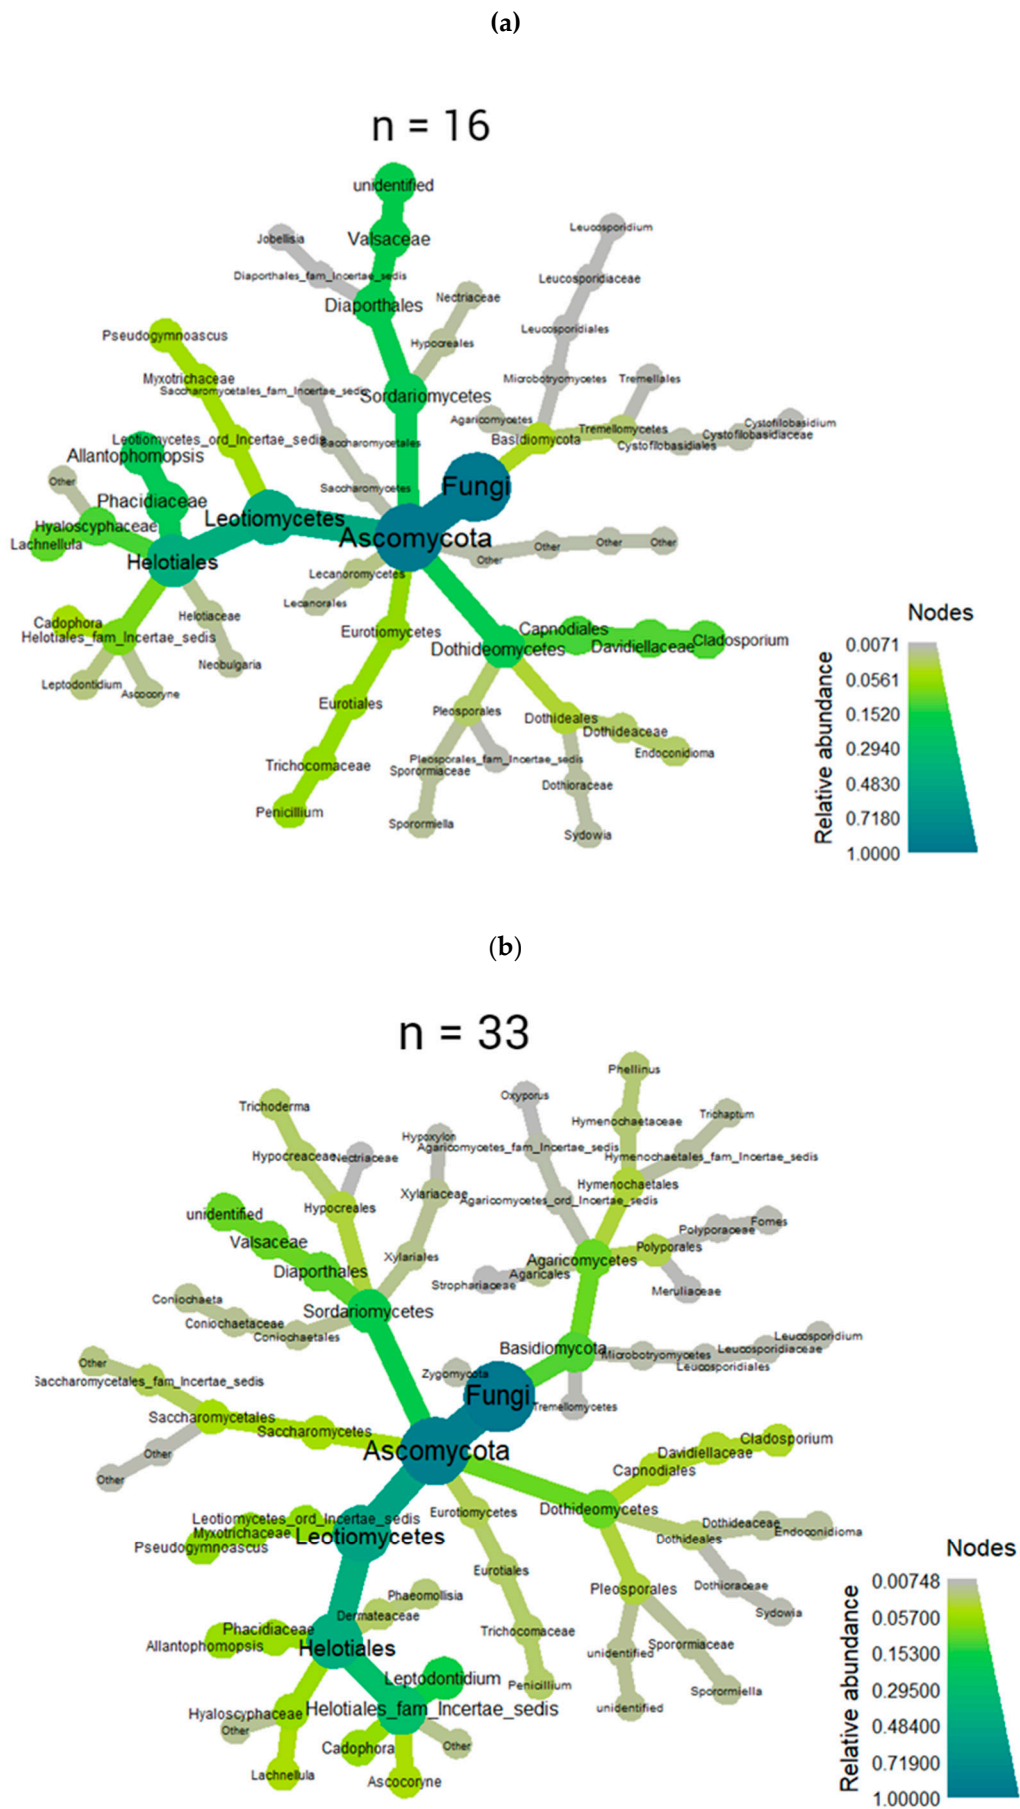 (a)
n = 16
unidentified
Leucosporidium
Jobellisia
Valsaceae
Diaporthales_fam_Incertae_sedis
Leucosporidiaceae
Nectriaceae
Diaporthales
Leucosporidiales
Pseudogymnoascus
Hypocreales
Myxotrichaceae
Microbotryomycetes
Tremellales
Saccharomycetales_fam_Incertae_sedis
Sordariomycetes
Agaricomycetes
Cystofilobasidium
Tremellomycetes
Cystofilobasidiaceae
Leotiomycetes_ord_Incertae_sedis
Saccharomycetales
Basidiomycota
Cystofilobasidiales
Allantophomopsis
Other
Saccharomycetes
Fungi
Phacidiaceae
Leotiomycetes
Hyaloscyphaceae
Ascomycota
Lachnellula
Other
Other
Other
Other
Helotiales
Lecanoromycetes
Lecanorales
Helotiaceae
Cadophora
Eurotiomycetes
Capnodiales
Helotiales_fam_Incertae_sedis
Dothideomycetes
Davidiellaceae
Cladosporium
Neobulgaria
Leptodontidium
Ascocoryne
Eurotiales
Pleosporales
Dothideales
Dothideaceae
Endoconidioma
Trichocomaceae
Pleosporales_fam_Incertae_sedis
Sporormiaceae
Dothioraceae
Penicillium
Sporormiella
Sydowia
Nodes
Relative abundance
0.0071
0.0561
0.1520
0.2940
0.4830
0.7180
1.0000
(b)
n = 33
Phellinus
Oxyporus
Trichoderma
Trichaptum
Hymenochaetaceae
Hypoxylon
Agaricomycetes_fam_Incertae_sedis
Hypocreaceae
Nectriaceae
Hymenochaetales_fam_Incertae_sedis
Hymenochaetales
Xylariaceae
Agaricomycetes_ord_Incertae_sedis
Hypocreales
unidentified
Fomes
Polyporaceae
Valsaceae
Polyporales
Xylariales
Agaricomycetes
Diaporthales
Agaricales
Strophariaceae
Meruliaceae
Coniochaeta
Sordariomycetes
Coniochaetaceae
Coniochaetales
Leucosporidium
Basidiomycota
Microbotryomycetes
Leucosporidiaceae
Leucosporidiales
Other
Zygomycota
Saccharomycetales_fam_Incertae_sedis
Fungi
Tremellomycetes
Saccharomycetales
Saccharomycetes
Cladosporium
Ascomycota
Davidiellaceae
Other
Capnodiales
Other
Dothideomycetes
Eurotiomycetes
Leotiomycetes_ord_Incertae_sedis
Dothideaceae
Myxotrichaceae
Leotiomycetes
Endoconidioma
Dothideales
Pseudogymnoascus
Eurotiales
Dothioraceae
Pleosporales
Phaeomollisia
Dermateaceae
Sydowia
Phacidiaceae
Trichocomaceae
Allantophomopsis
Helotiales
Sporormiaceae
unidentified
Leptodontidium
Penicillium
Sporormiella
Hyaloscyphaceae
Helotiales_fam_Incertae_sedis
unidentified
Other
Cadophora
Other
Lachnellula
Ascocoryne
Nodes
Relative abundance
0.00748
0.05700
0.15300
0.29500
0.48400
0.71900
1.00000